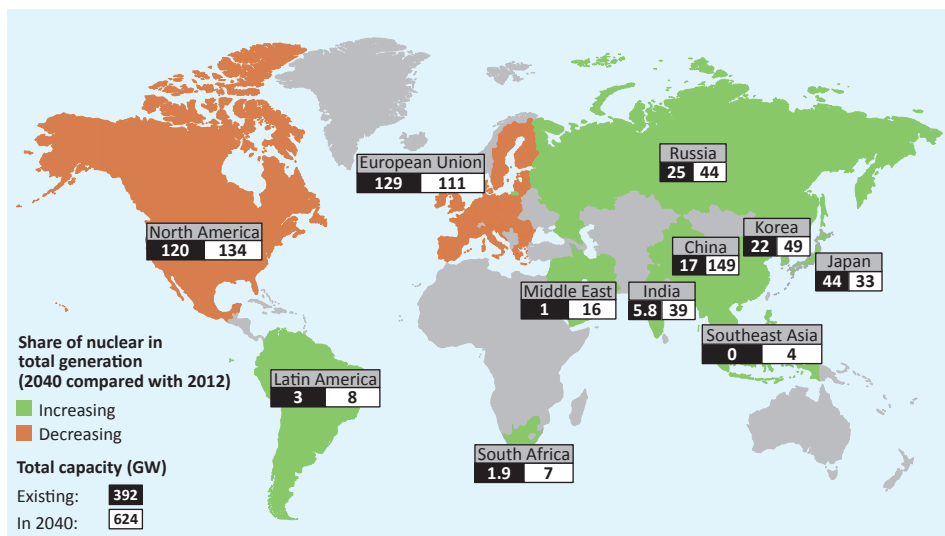 European Union
129 111
Russia
25 44
North America
120 134
Korea
22 49
China
17 149
Japan
44 33
Middle East
1 16
India
5.8 39
Southeast Asia
0 4
Share of nuclear in
total generation
(2040 compared with 2012)
Increasing
Decreasing
Latin America
3 8
South Africa
1.9 7
Total capacity (GW)
Existing: 392
In 2040: 624